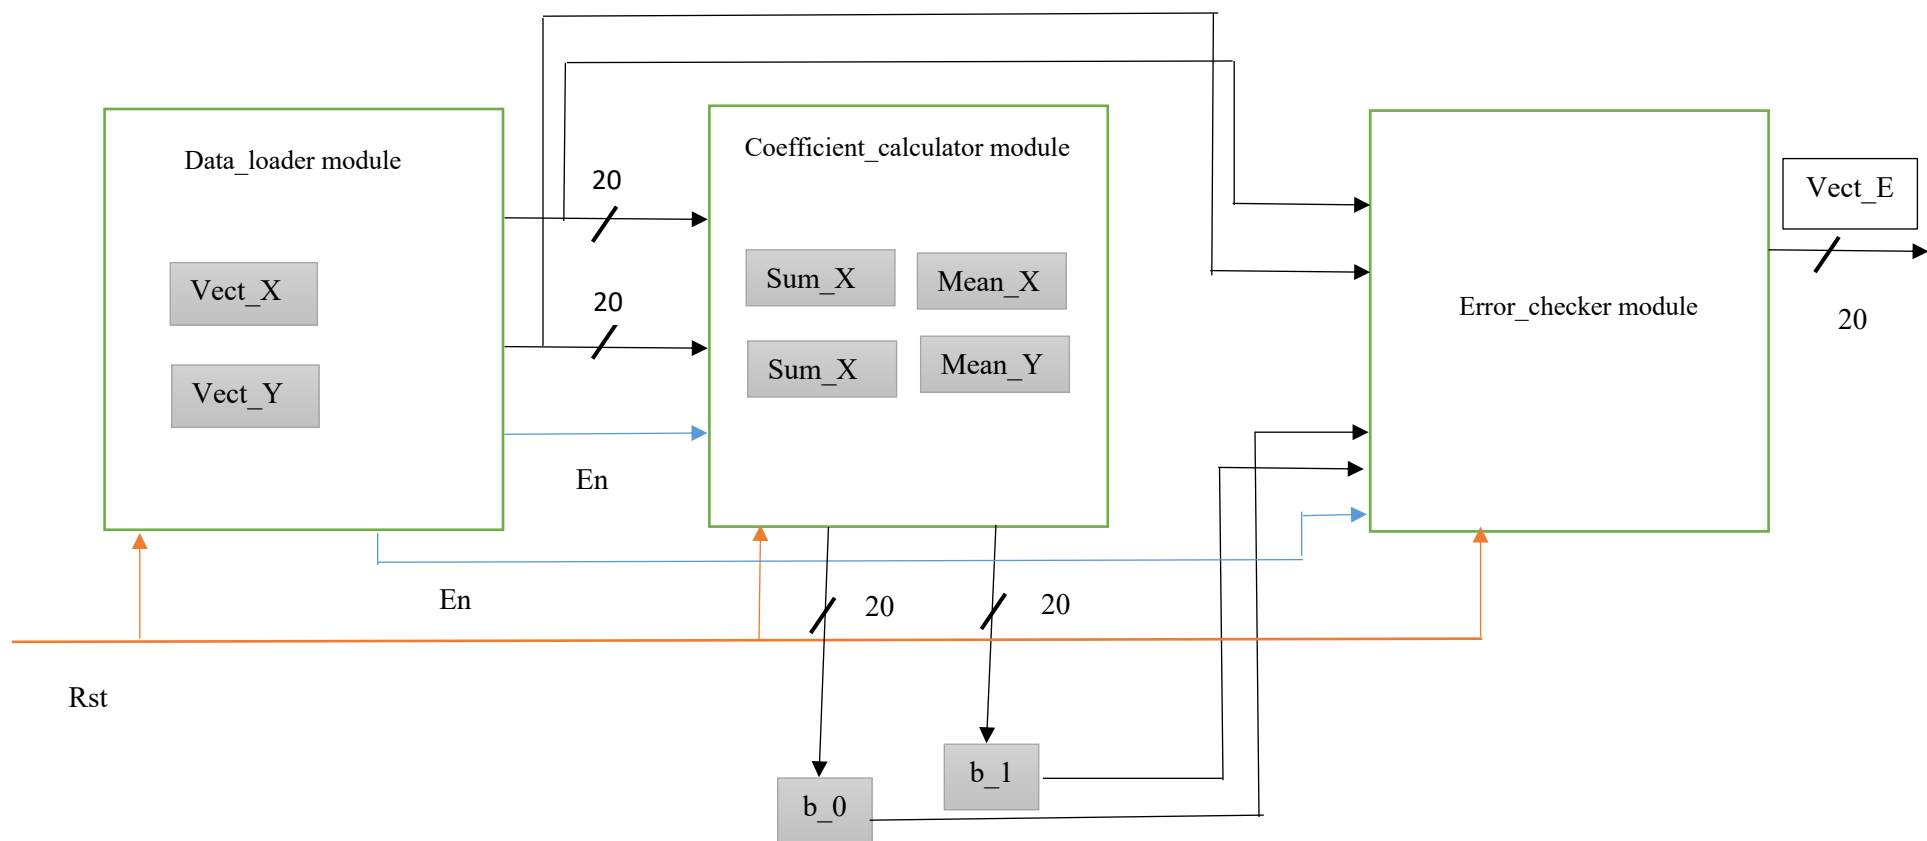 Data_loader module
Vect_X
Vect_Y
20
20
En
En
Rst
Coefficient_calculator module
Sum_X
Mean_X
Sum_X
Mean_Y
20
20
b_0
b_1
Error_checker module
Vect_E
20